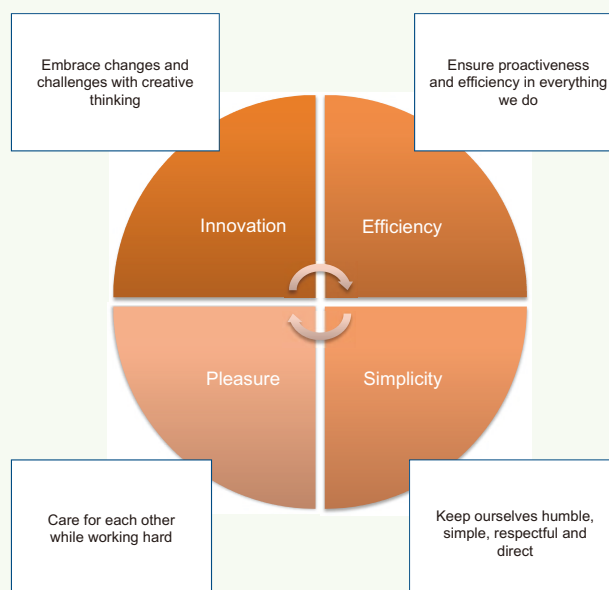 Embrace changes and
challenges with creative
thinking
Ensure proactiveness
and efficiency in everything
we do
Innovation
Efficiency
Pleasure
Simplicity
Care for each other
while working hard
Keep ourselves humble,
simple, respectful and
direct